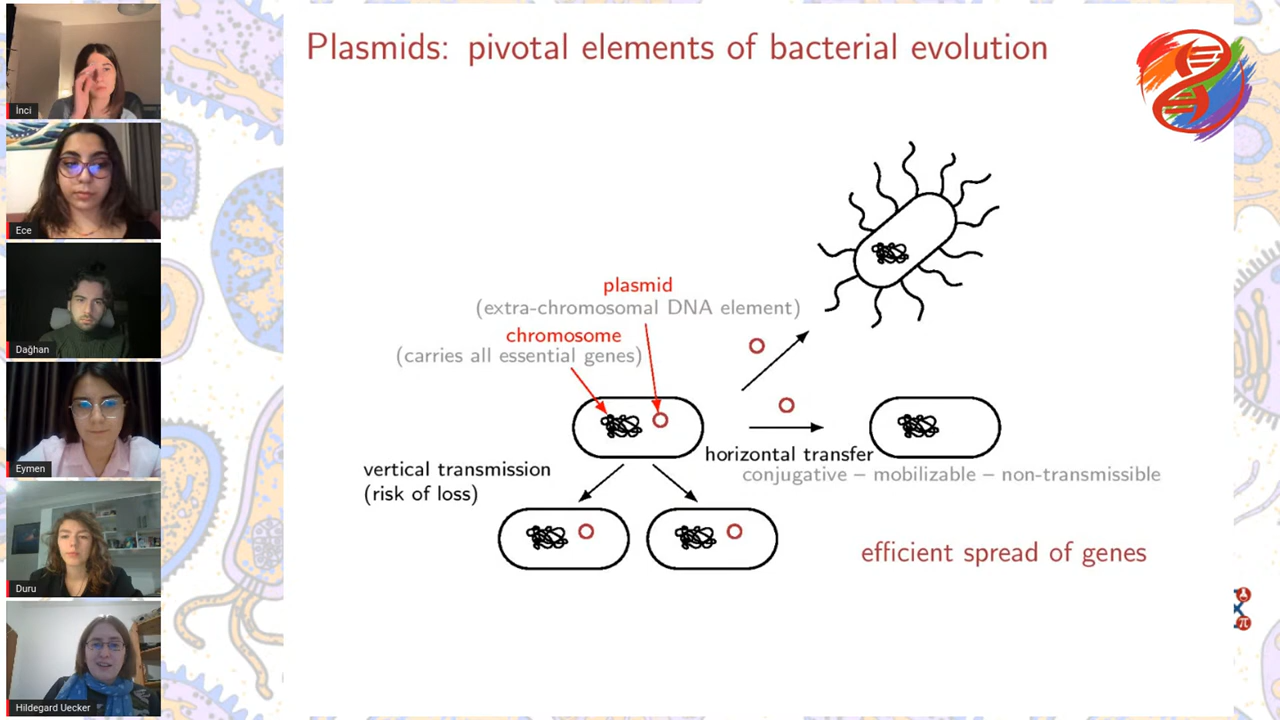 Plasmids: pivotal elements of bacterial evolution
İnci
Ece
Dağhan
Eymen
Duru
Hildegard Uecker
plasmid
(extra-chromosomal DNA element)
chromosome
(carries all essential genes)
horizontal transfer
conjugative – mobilizable – non-transmissible
vertical transmission
(risk of loss)
efficient spread of genes
π